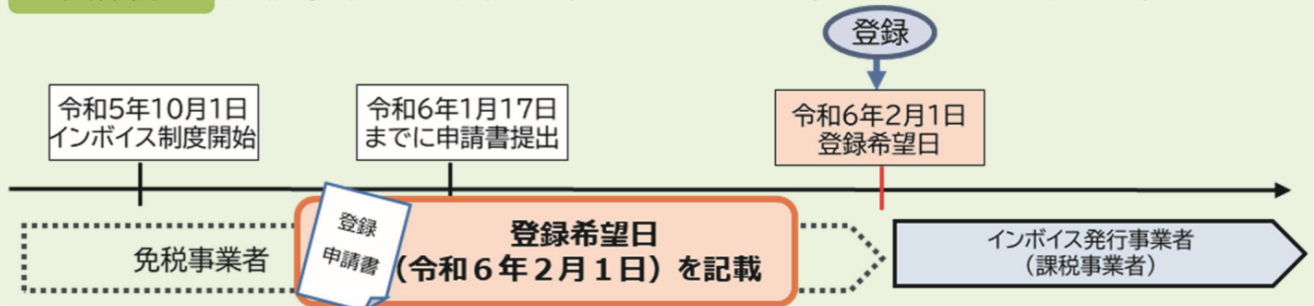 登録
令和5年10月1日
インボイス制度開始
令和6年1月17日
までに申請書提出
令和6年2月1日
登録希望日
免税事業者
登録
申請書
登録希望日
(令和6年2月1日)を記載
インボイス発行事業者
(課税事業者)